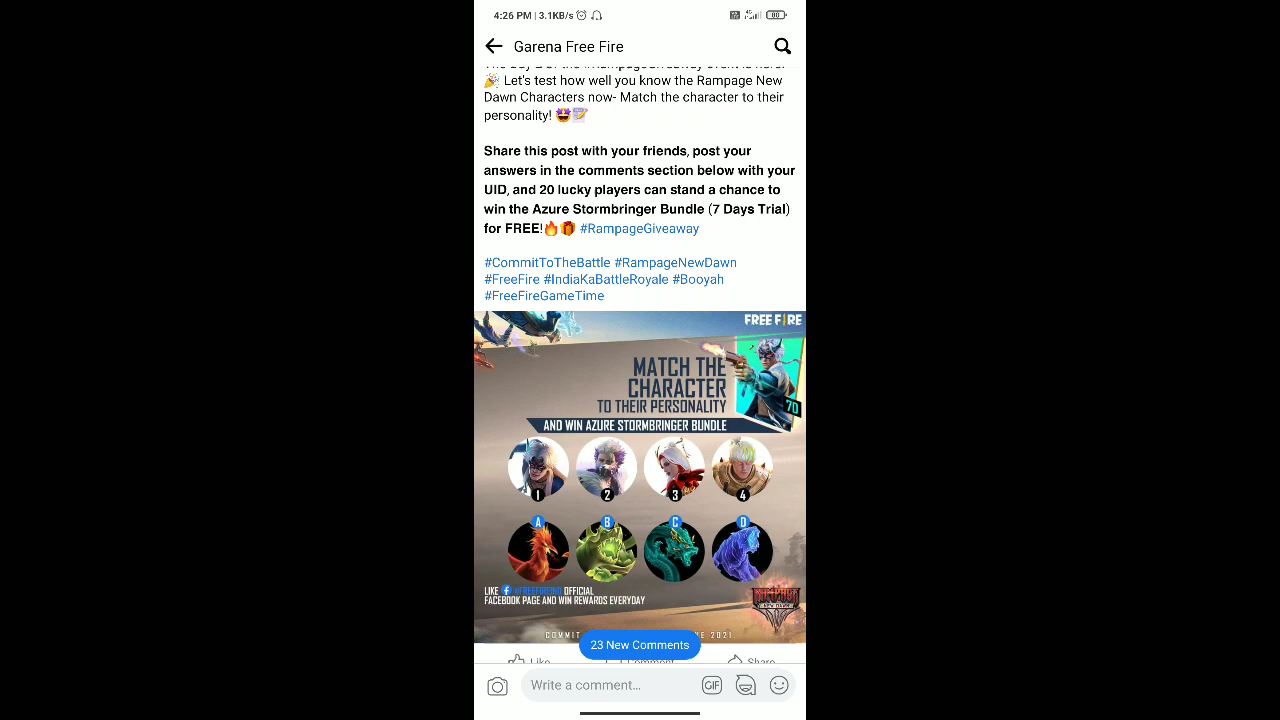 4:26 PM | 3.1KB/s
Garena Free Fire
🎉 Let's test how well you know the Rampage New
Dawn Characters now- Match the character to their
personality! 🤩📝
Share this post with your friends, post your
answers in the comments section below with your
UID, and 20 lucky players can stand a chance to
win the Azure Stormbringer Bundle (7 Days Trial)
for FREE!🔥🎁 #RampageGiveaway
#CommitToTheBattle #RampageNewDawn
#FreeFire #IndiaKaBattleRoyale #Booyah
#FreeFireGameTime
FREE FIRE
MATCH THE
CHARACTER
TO THEIR PERSONALITY
70
AND WIN AZURE STORMBRINGER BUNDLE
1 2 3 4
A B C D
LIKE OFFICIAL
FACEBOOK PAGE AND WIN REWARDS EVERYDAY
COMMIT 2021.
23 New Comments
Like Comment Share
Write a comment...
GIF